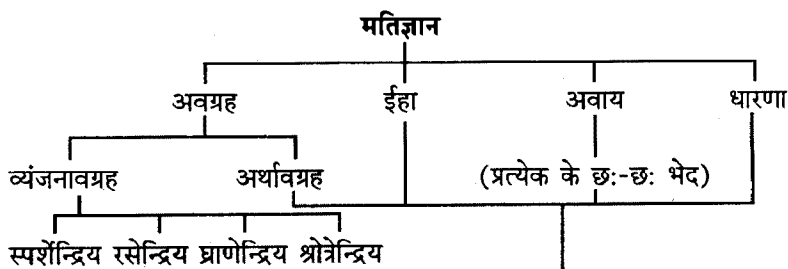 मतिज्ञान
अवग्रह ईहा अवाय धारणा
व्यंजनावग्रह अर्थावग्रह (प्रत्येक के छः-छः भेद)
स्पर्शेन्द्रिय रसेन्द्रिय घ्राणेन्द्रिय श्रोत्रेन्द्रिय